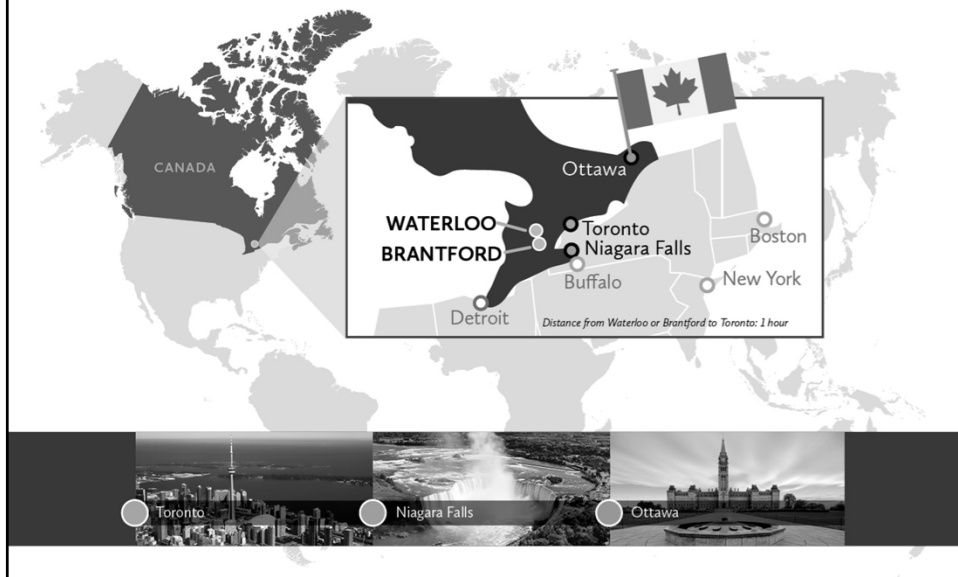 CANADA
Ottawa
WATERLOO
BRANTFORD
Toronto
Niagara Falls
Boston
Buffalo
New York
Detroit
Distance from Waterloo or Brantford to Toronto: 1 hour
Toronto
Niagara Falls
Ottawa